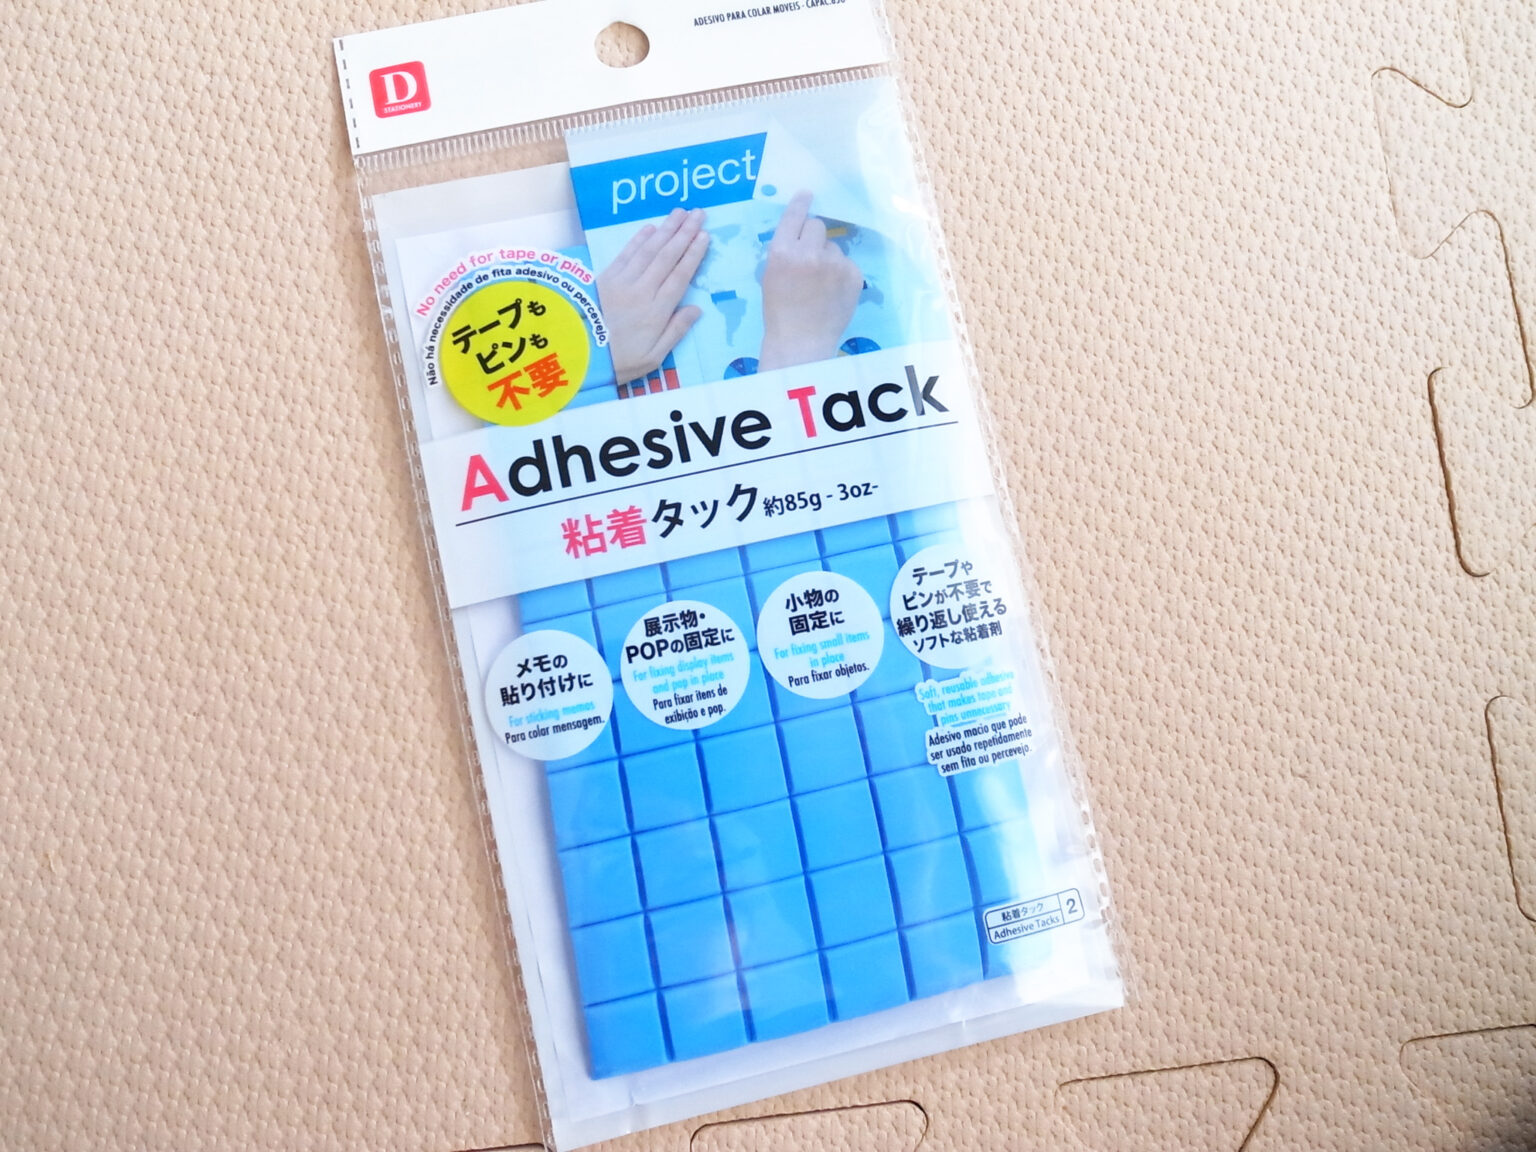 ADESIVO PARA COLAR MOVEIS - CAPAC.
D
STATIONERY
project
No need for tape or pins
Não há necessidade de fita adesivo ou percevejo.
テープも
ピンも
不要
Adhesive Tack
粘着タック約85g - 3oz-
メモの
貼り付けに
For sticking memos
Para colar mensagem.
展示物・
POPの固定に
For fixing display items
and pop in place
Para fixar itens de
exibição e pop.
小物の
固定に
For fixing small items
in place
Para fixar objetos.
テープや
ピンが不要で
繰り返し使える
ソフトな粘着剤
Soft, reusable adhesive
that makes tape and
pins unnecessary
Adesivo macio que pode
ser usado repetidamente
sem fita ou percevejo.
粘着タック
Adhesive Tacks
2